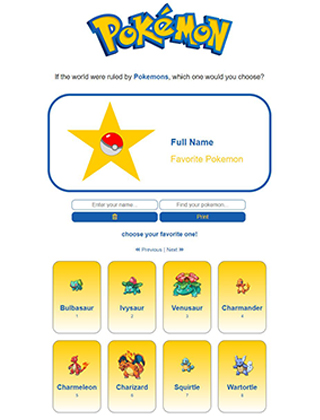 POKÉMON
If the world were ruled by Pokemons, which one would you choose?
Full Name
Favorite Pokemon
Enter your name...
Find your pokemon...
Print
choose your favorite one!
≪ Previous | Next ≫
Bulbasaur
1
Ivysaur
2
Venusaur
3
Charmander
4
Charmeleon
5
Charizard
6
Squirtle
7
Wartortle
8